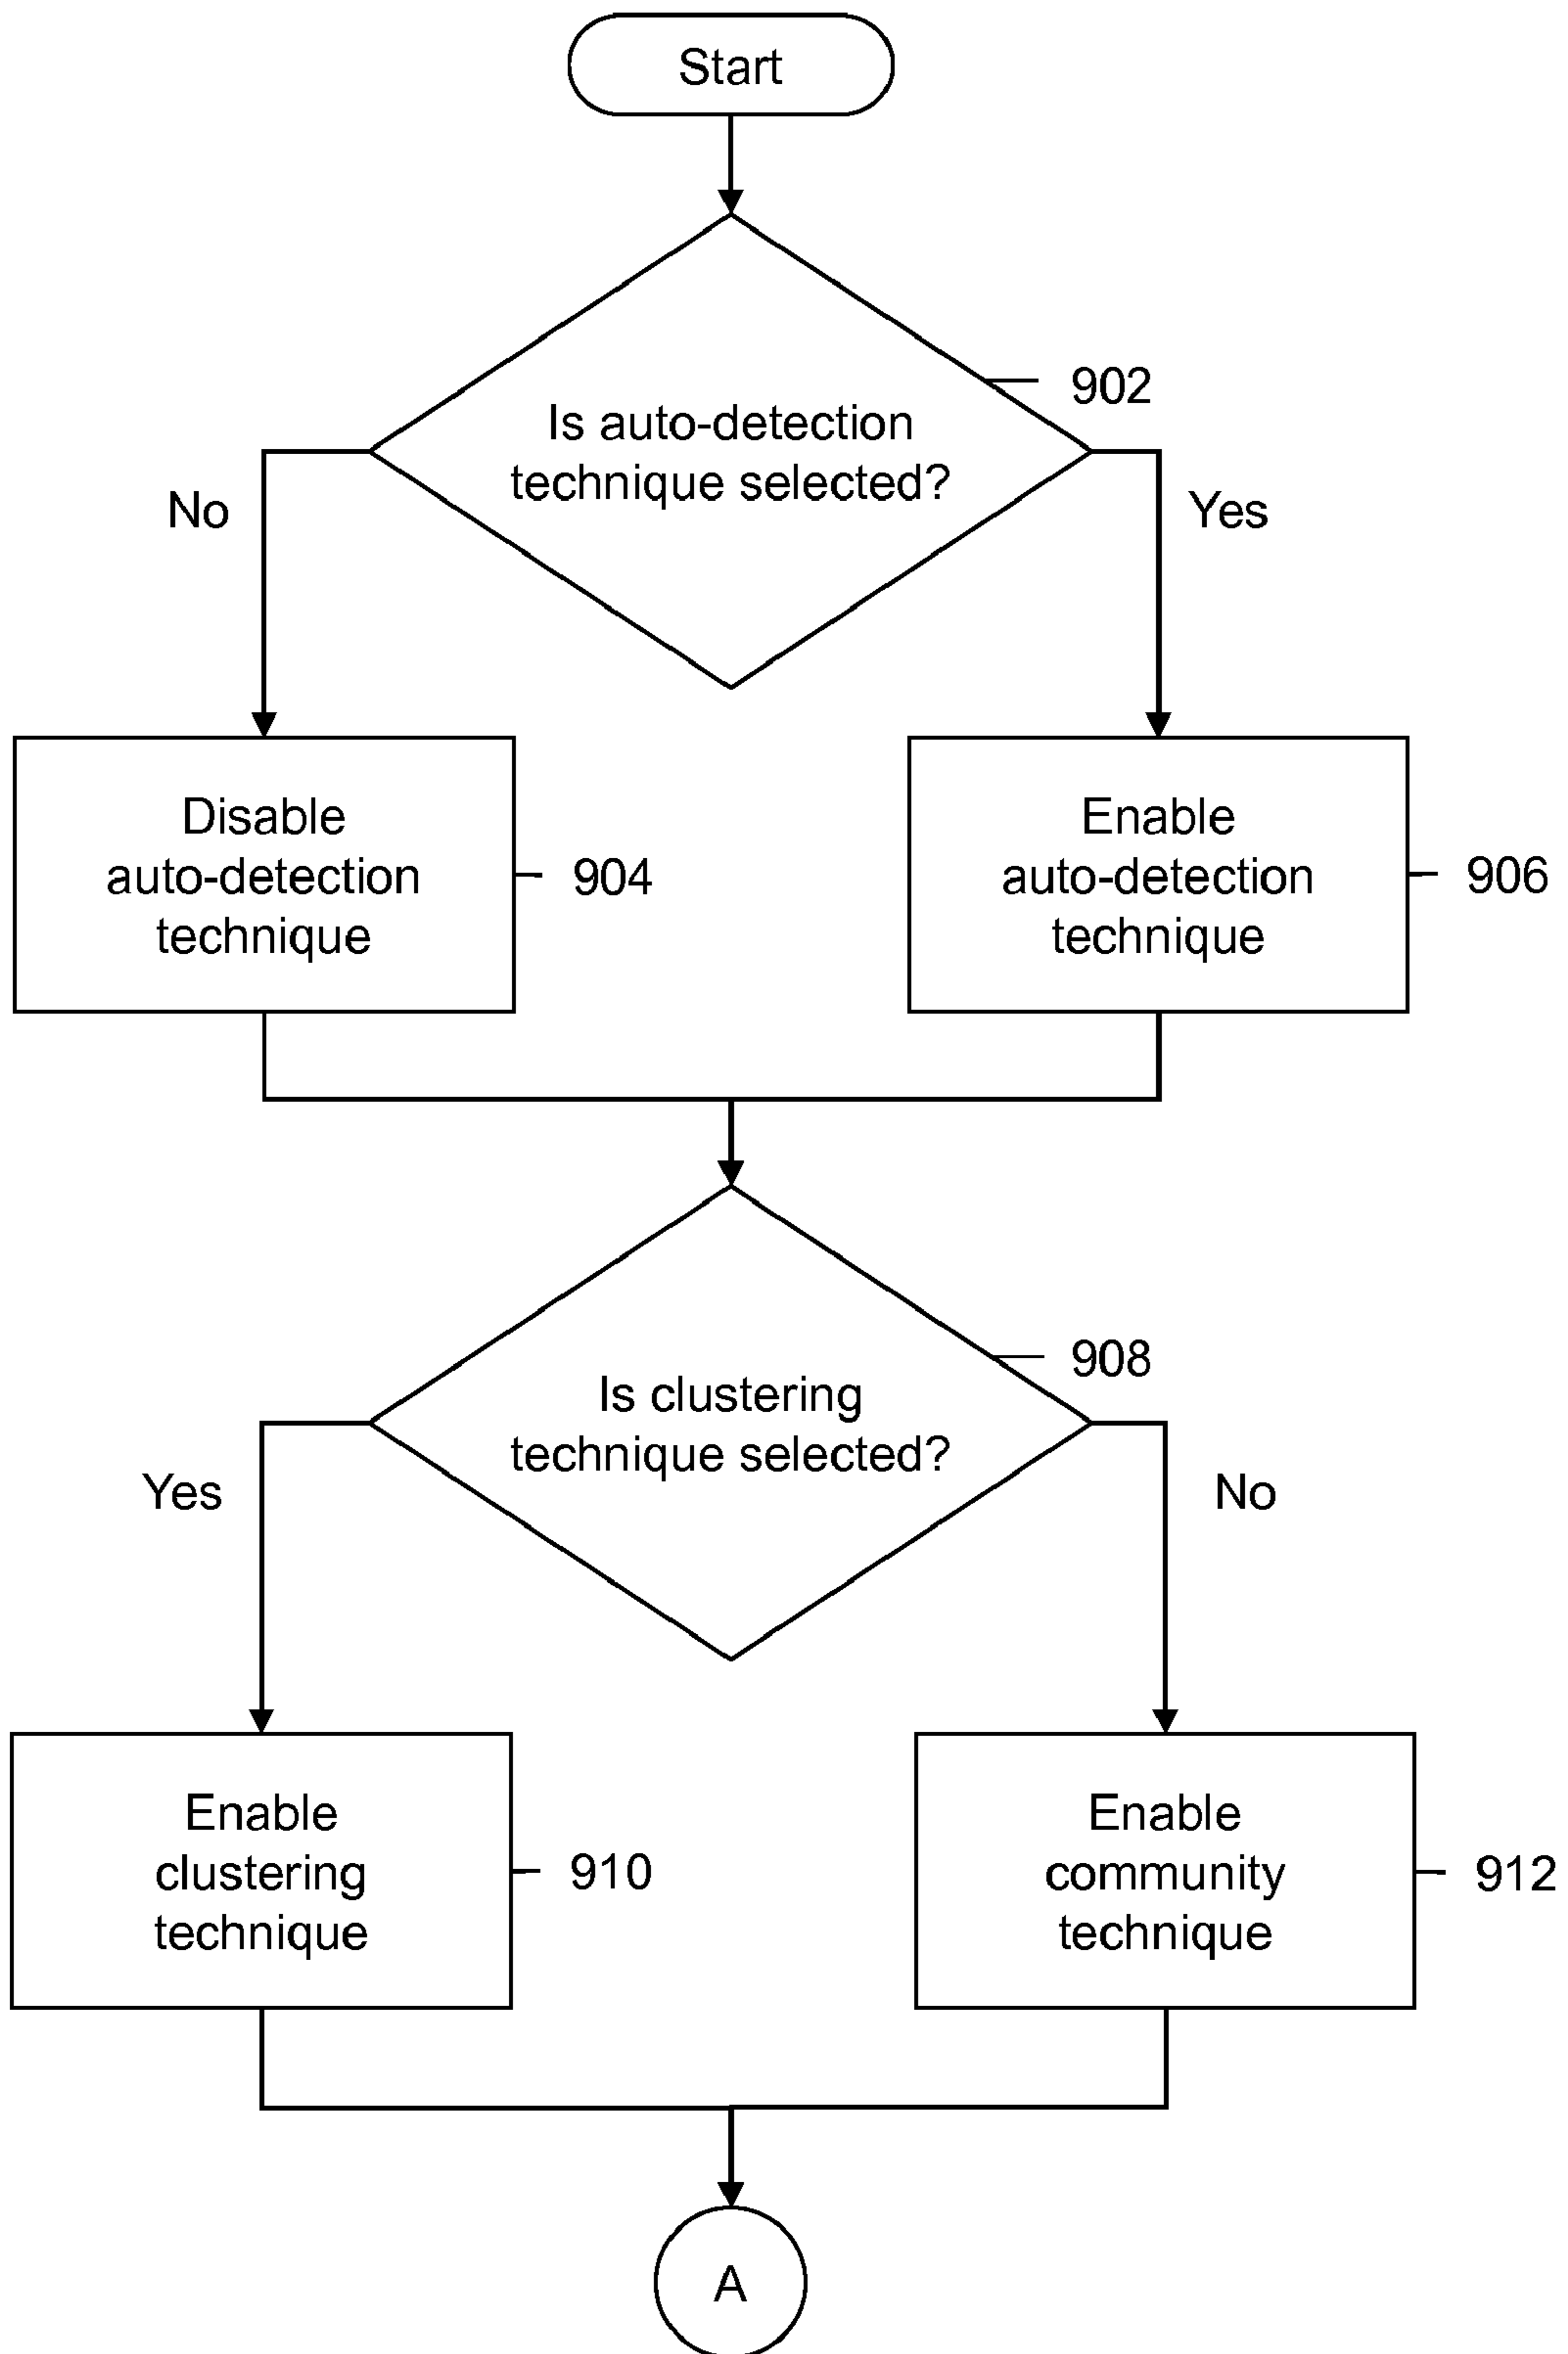 Start
902
Is auto-detection
technique selected?
No
Yes
Disable
auto-detection
technique
904
Enable
auto-detection
technique
906
908
Is clustering
technique selected?
Yes
No
Enable
clustering
technique
910
Enable
community
technique
912
A